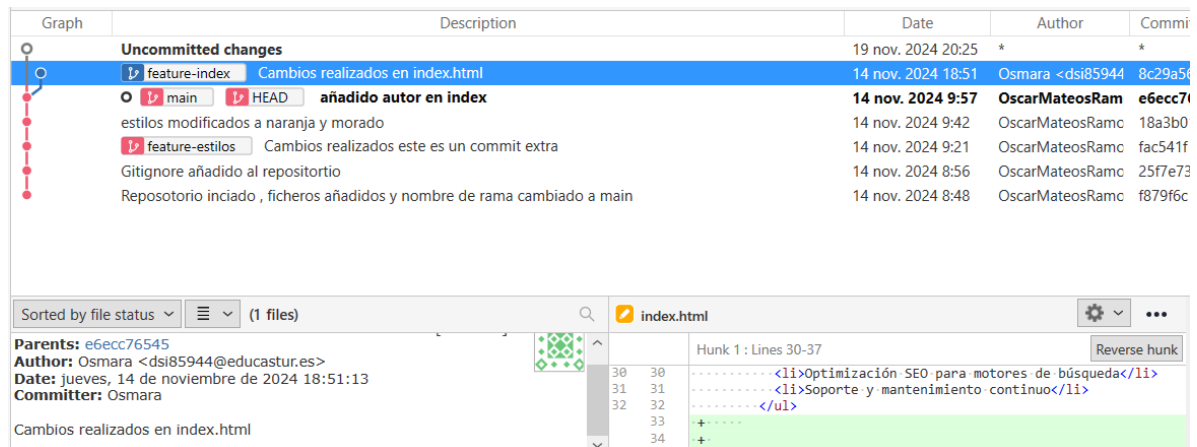 Graph Description Date Author Commit
Uncommitted changes 19 nov. 2024 20:25 * *
feature-index Cambios realizados en index.html 14 nov. 2024 18:51 Osmara <dsi85944 8c29a56
main HEAD añadido autor en index 14 nov. 2024 9:57 OscarMateosRam e6ecc76
estilos modificados a naranja y morado 14 nov. 2024 9:42 OscarMateosRamo 18a3b01
feature-estilos Cambios realizados este es un commit extra 14 nov. 2024 9:21 OscarMateosRamo fac541f
Gitignore añadido al repositortio 14 nov. 2024 8:56 OscarMateosRamo 25f7e73
Reposotorio inciado , ficheros añadidos y nombre de rama cambiado a main 14 nov. 2024 8:48 OscarMateosRamo f879f6c
Sorted by file status (1 files)
Parents: e6ecc76545
Author: Osmara <dsi85944@educastur.es>
Date: jueves, 14 de noviembre de 2024 18:51:13
Committer: Osmara
Cambios realizados en index.html
index.html
Hunk 1 : Lines 30-37 Reverse hunk
30 30 <li>Optimización·SEO·para·motores·de·búsqueda</li>
31 31 <li>Soporte·y·mantenimiento·continuo</li>
32 32 </ul>
33 +
34 +